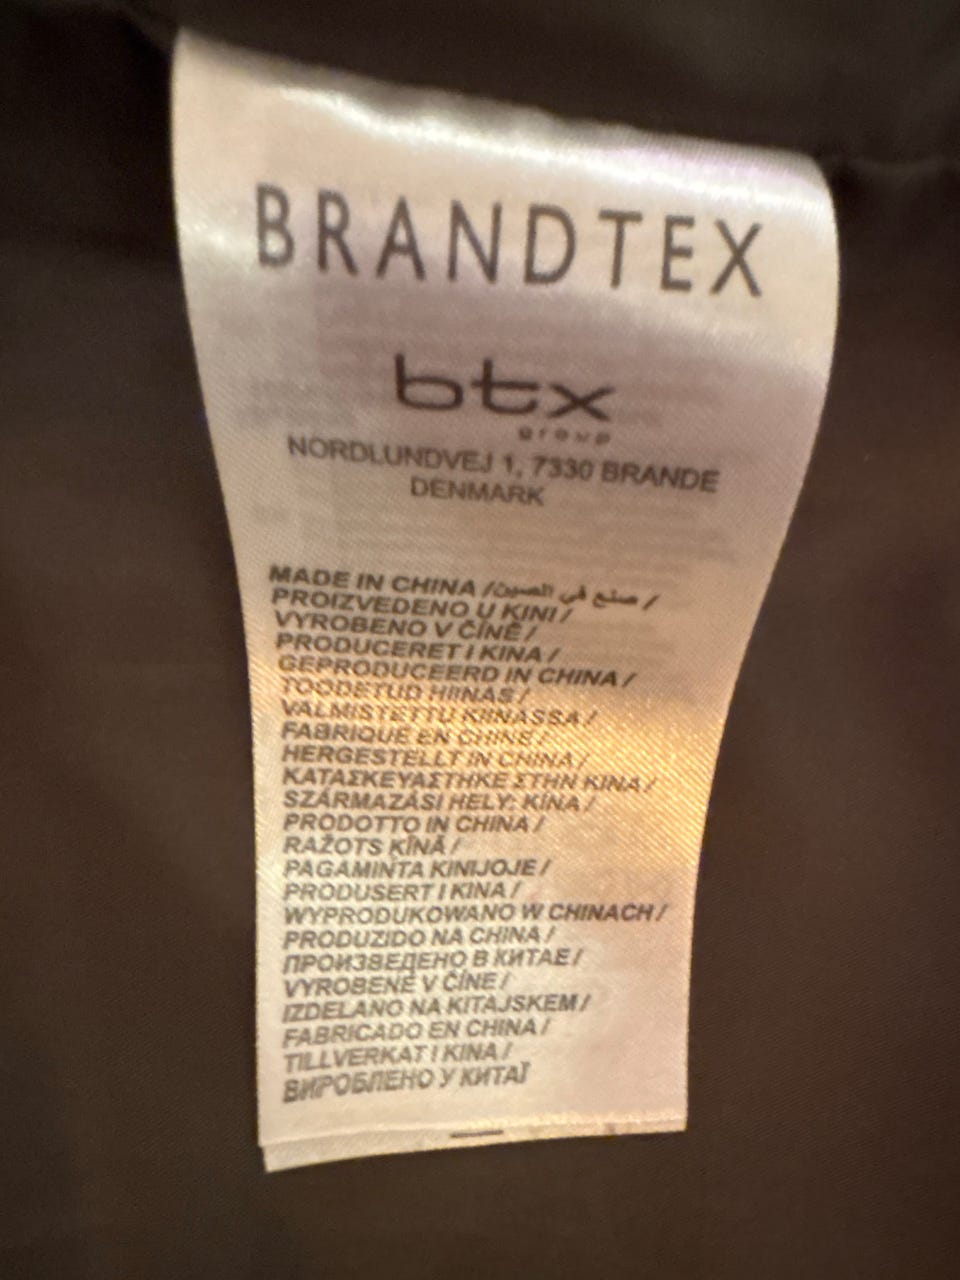 BRANDTEX
btx
group
NORDLUNDVEJ 1, 7330 BRANDE
DENMARK
MADE IN CHINA / صنع في الصين /
PROIZVEDENO U KINI /
VYROBENO V ČÍNĚ /
PRODUCERET I KINA /
GEPRODUCEERD IN CHINA /
TOODETUD HIINAS /
VALMISTETTU KIINASSA /
FABRIQUE EN CHINE /
HERGESTELLT IN CHINA /
ΚΑΤΑΣΚΕΥΑΣΤΗΚΕ ΣΤΗΝ ΚΙΝΑ /
SZÁRMAZÁSI HELY: KÍNA /
PRODOTTO IN CHINA /
RAŽOTS ĶĪNĀ /
PAGAMINTA KINIJOJE /
PRODUSERT I KINA /
WYPRODUKOWANO W CHINACH /
PRODUZIDO NA CHINA /
ПРОИЗВЕДЕНО В КИТАЕ /
VYROBENÉ V ČÍNE /
IZDELANO NA KITAJSKEM /
FABRICADO EN CHINA /
TILLVERKAT I KINA /
ВИРОБЛЕНО У КИТАЇ